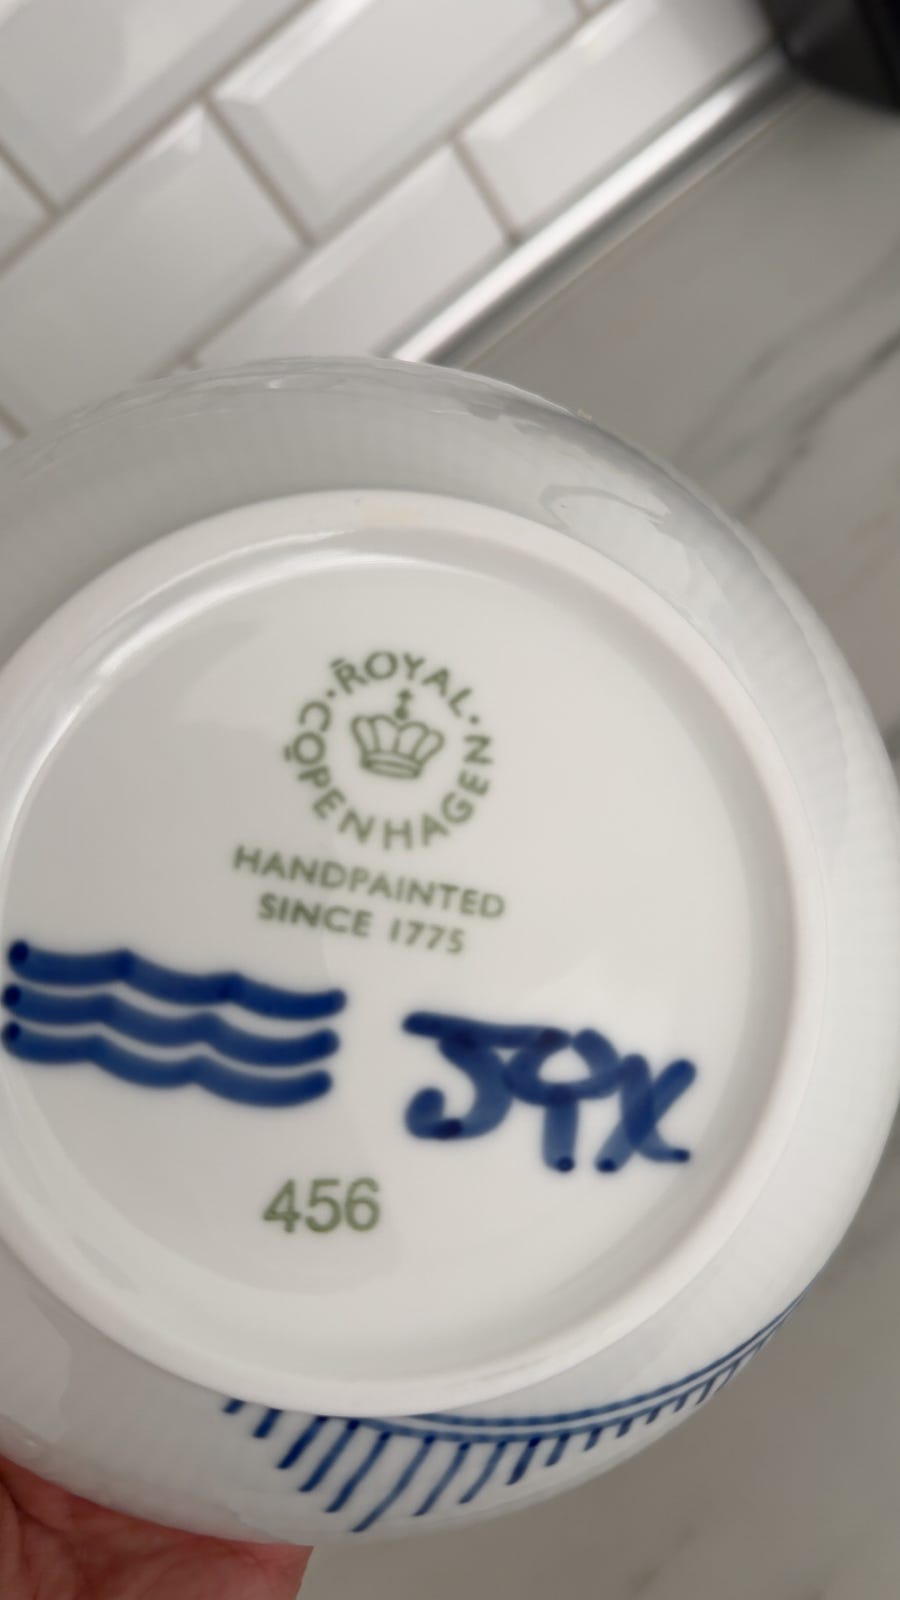 ROYAL · COPENHAGEN ·
HANDPAINTED
SINCE 1775
456